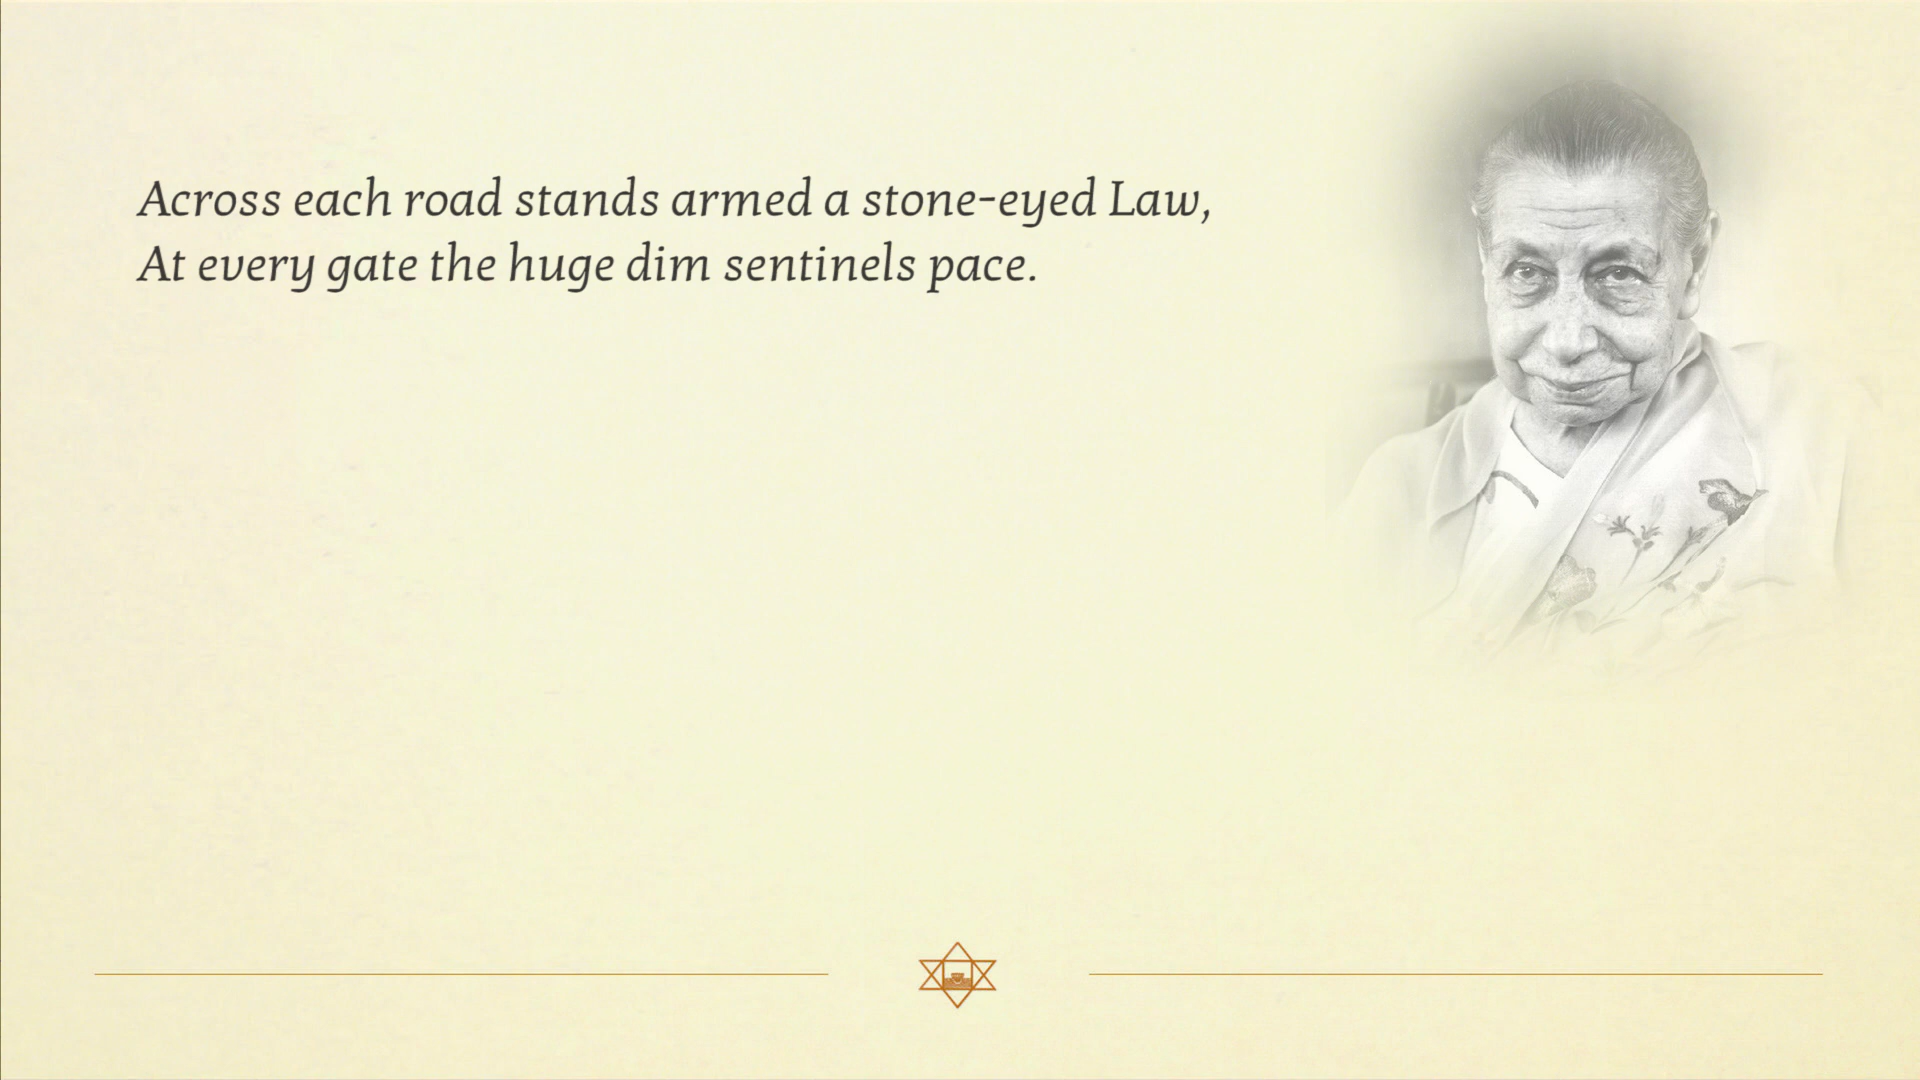 Across each road stands armed a stone-eyed Law,
At every gate the huge dim sentinels pace.